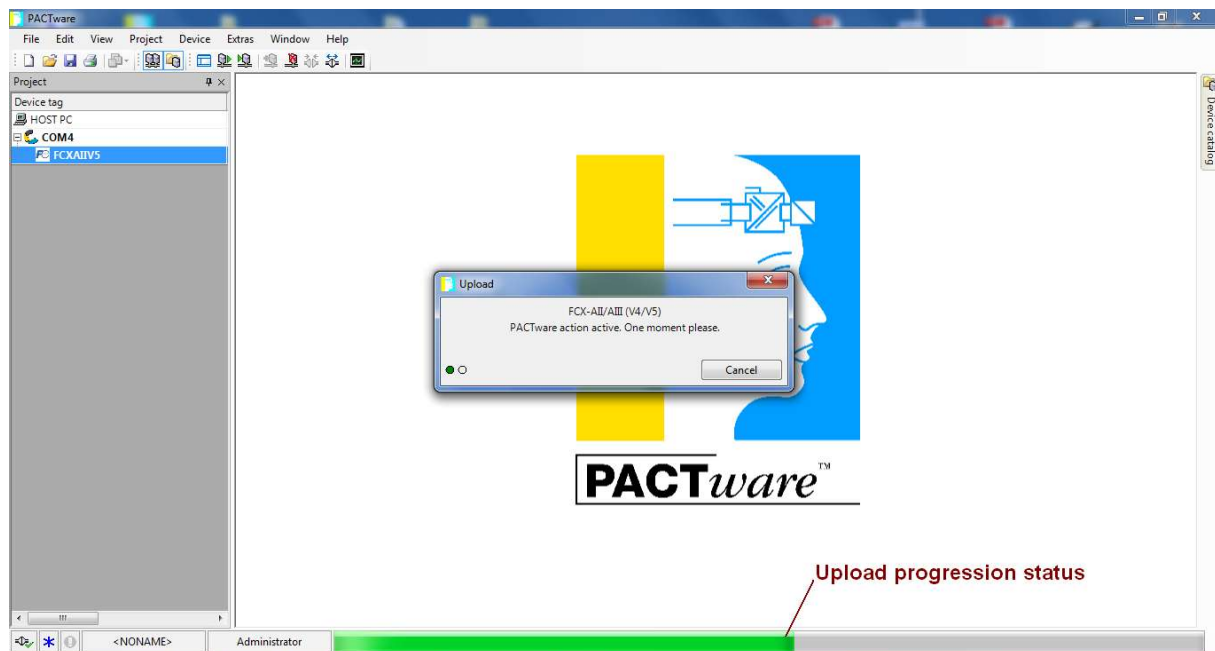 PACTware
File Edit View Project Device Extras Window Help
Project
Device tag
HOST PC
COM4
FCXAIIV5
Device catalog
Upload
FCX-AII/AIII (V4/V5)
PACTware action active. One moment please.
Cancel
PACTware™
Upload progression status
<NONAME> Administrator